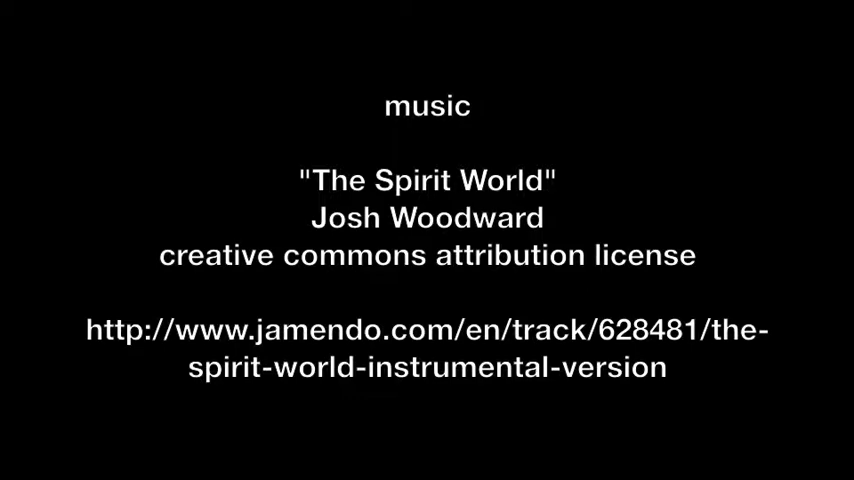 music
"The Spirit World"
Josh Woodward
creative commons attribution license
http://www.jamendo.com/en/track/628481/the-
spirit-world-instrumental-version